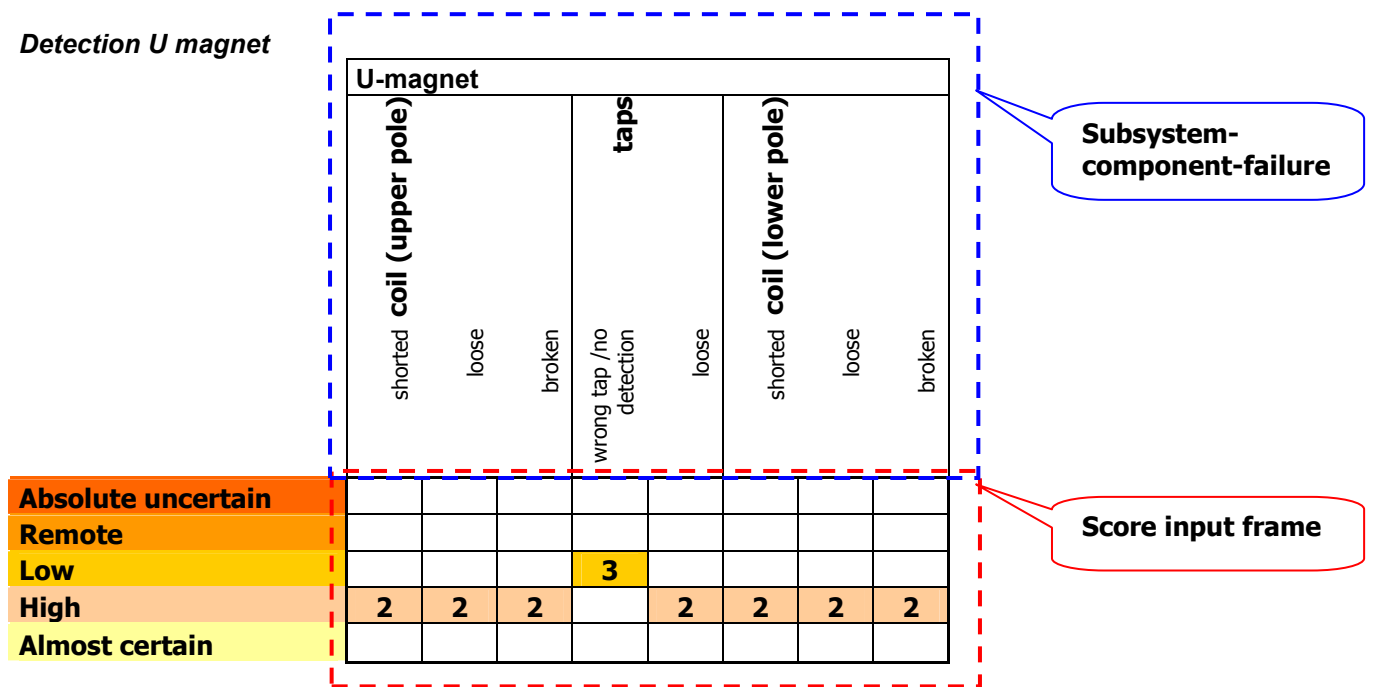 Detection U magnet
U-magnet
coil (upper pole)
taps
coil (lower pole)
shorted
loose
broken
wrong tap /no
detection
loose
shorted
loose
broken
Subsystem-
component-failure
Absolute uncertain
Remote
Low 3
High 2 2 2 2 2 2 2
Almost certain
Score input frame